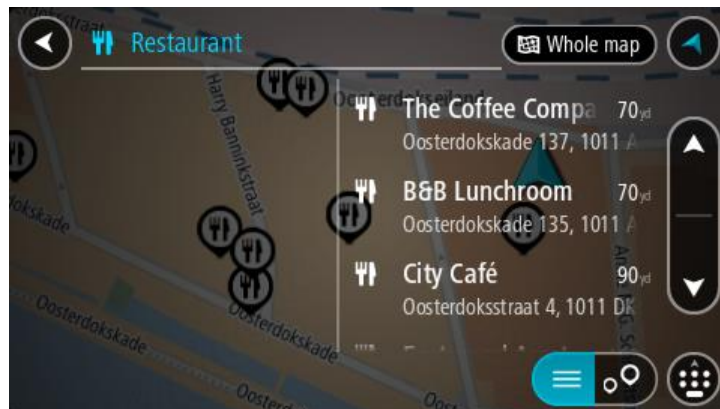 Restaurant
Whole map
The Coffee Compa 70yd
Oosterdokskade 137, 1011 A
B&B Lunchroom 70yd
Oosterdokskade 135, 1011 A
City Café 90yd
Oosterdoksstraat 4, 1011 DK
Harry Banninkstraat
Oosterdokseiland
Oosterdokskade
Oosterdokskade